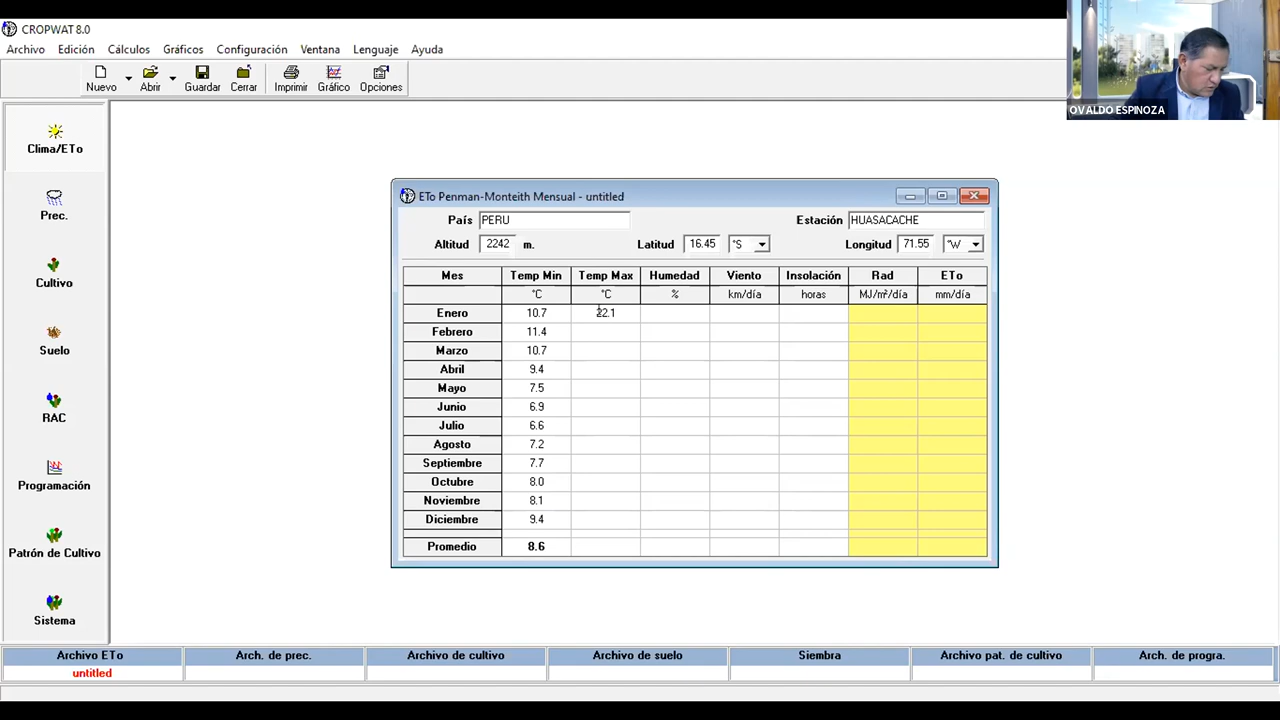 CROPWAT 8.0
Archivo Edición Cálculos Gráficos Configuración Ventana Lenguaje Ayuda
Nuevo Abrir Guardar Cerrar Imprimir Gráfico Opciones
OVALDO ESPINOZA
Clima/ETo
Prec.
Cultivo
Suelo
RAC
Programación
Patrón de Cultivo
Sistema
ETo Penman-Monteith Mensual - untitled
País PERU Estación HUASACACHE
Altitud 2242 m. Latitud 16.45 °S Longitud 71.55 °W
Mes Temp Min Temp Max Humedad Viento Insolación Rad ETo
°C °C % km/día horas MJ/m²/día mm/día
Enero 10.7 22.1
Febrero 11.4
Marzo 10.7
Abril 9.4
Mayo 7.5
Junio 6.9
Julio 6.6
Agosto 7.2
Septiembre 7.7
Octubre 8.0
Noviembre 8.1
Diciembre 9.4
Promedio 8.6
Archivo ETo Arch. de prec. Archivo de cultivo Archivo de suelo Siembra Archivo pat. de cultivo Arch. de progra.
untitled